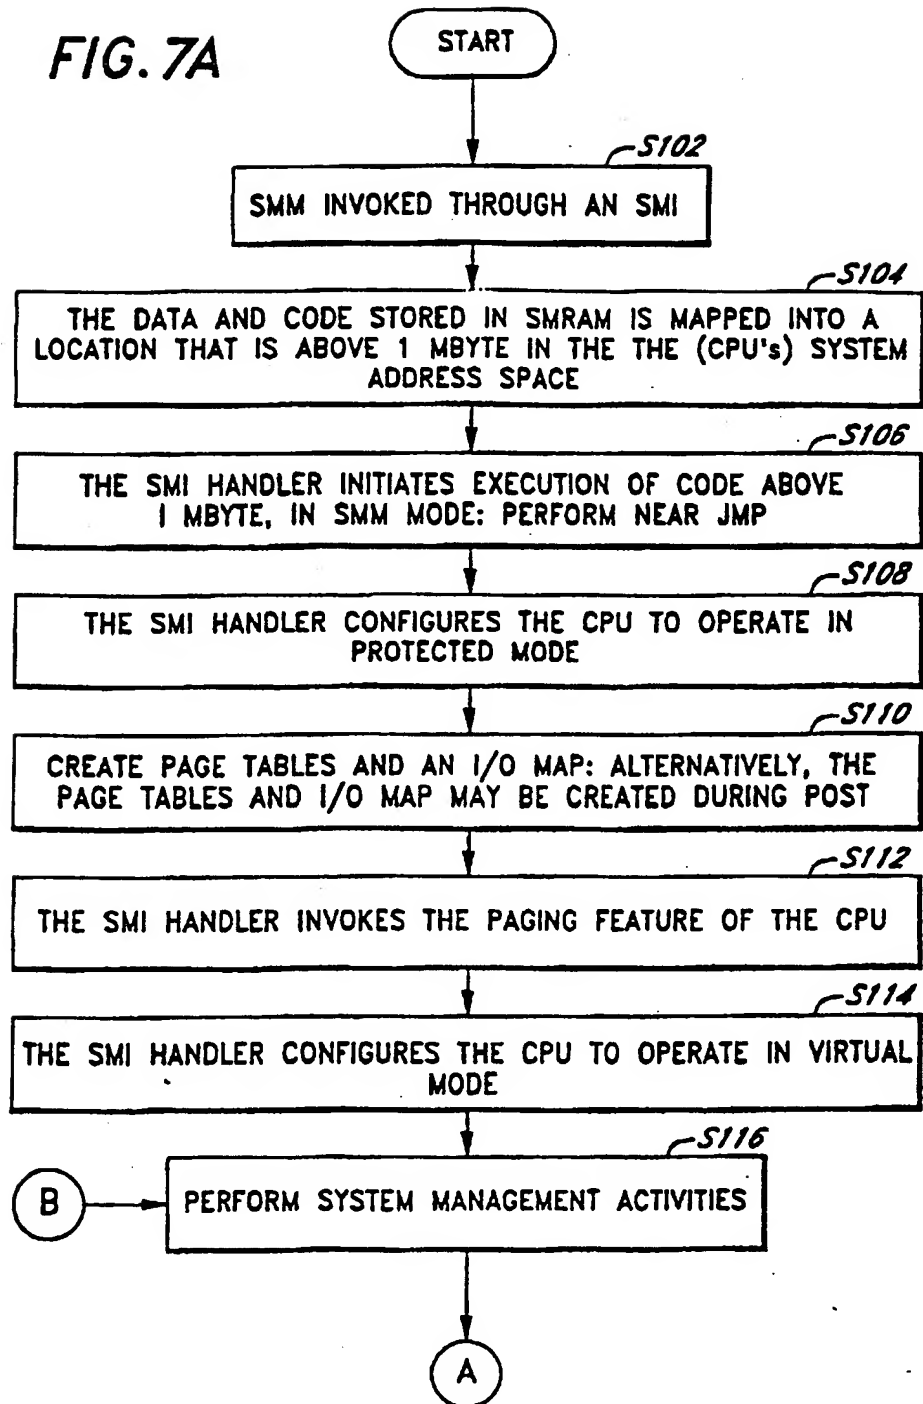 FIG. 7A
START
S102
SMM INVOKED THROUGH AN SMI
S104
THE DATA AND CODE STORED IN SMRAM IS MAPPED INTO A
LOCATION THAT IS ABOVE 1 MBYTE IN THE THE (CPU's) SYSTEM
ADDRESS SPACE
S106
THE SMI HANDLER INITIATES EXECUTION OF CODE ABOVE
1 MBYTE, IN SMM MODE: PERFORM NEAR JMP
S108
THE SMI HANDLER CONFIGURES THE CPU TO OPERATE IN
PROTECTED MODE
S110
CREATE PAGE TABLES AND AN I/O MAP: ALTERNATIVELY, THE
PAGE TABLES AND I/O MAP MAY BE CREATED DURING POST
S112
THE SMI HANDLER INVOKES THE PAGING FEATURE OF THE CPU
S114
THE SMI HANDLER CONFIGURES THE CPU TO OPERATE IN VIRTUAL
MODE
S116
B
PERFORM SYSTEM MANAGEMENT ACTIVITIES
A